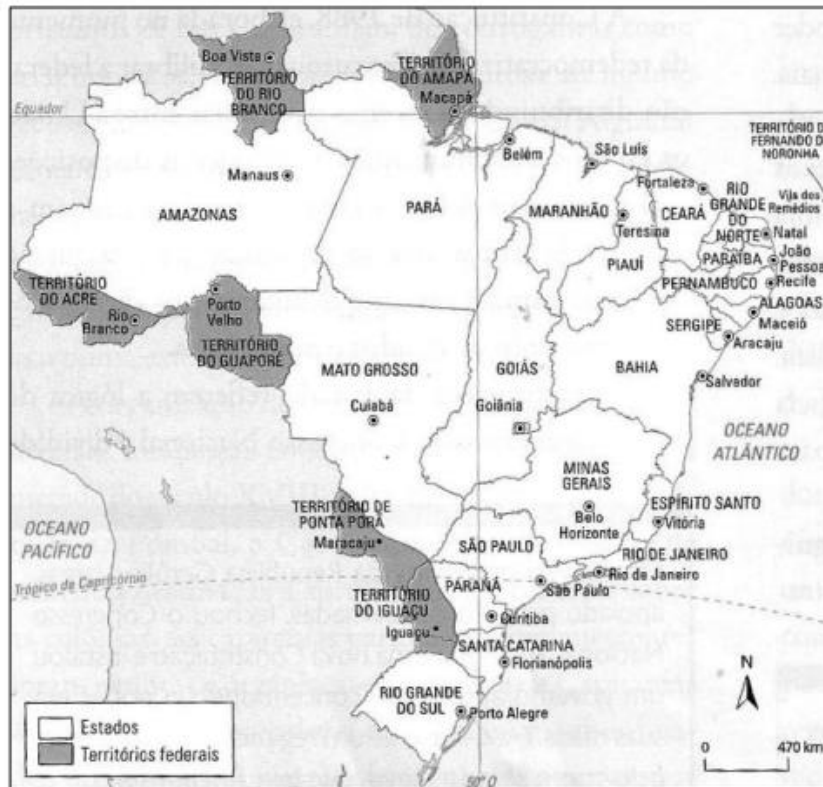 Boa Vista
TERRITÓRIO
DO RIO
BRANCO
TERRITÓRIO
DO AMAPÁ
Macapá
Equador
TERRITÓRIO DE
FERNANDO DE
NORONHA
Vila dos
Remédios
Belém
São Luís
Fortaleza
Manaus
AMAZONAS
PARÁ
MARANHÃO
Teresina
CEARÁ
RIO
GRANDE
DO
NORTE
Natal
PARAÍBA
João
Pessoa
PIAUÍ
PERNAMBUCO
Recife
ALAGOAS
Maceió
SERGIPE
Aracaju
TERRITÓRIO
DO ACRE
Rio
Branco
Porto
Velho
TERRITÓRIO
DO GUAPORÉ
MATO GROSSO
Cuiabá
GOIÁS
Goiânia
BAHIA
Salvador
OCEANO
ATLÂNTICO
MINAS
GERAIS
Belo
Horizonte
ESPÍRITO SANTO
Vitória
OCEANO
PACÍFICO
TERRITÓRIO DE
PONTA PORÃ
Maracaju
SÃO PAULO
RIO DE JANEIRO
Rio de Janeiro
São Paulo
Trópico de Capricórnio
PARANÁ
TERRITÓRIO
DO IGUAÇU
Iguaçu
Curitiba
SANTA CATARINA
Florianópolis
RIO GRANDE
DO SUL
Porto Alegre
N
Estados
Territórios federais
0 470 km
50° O